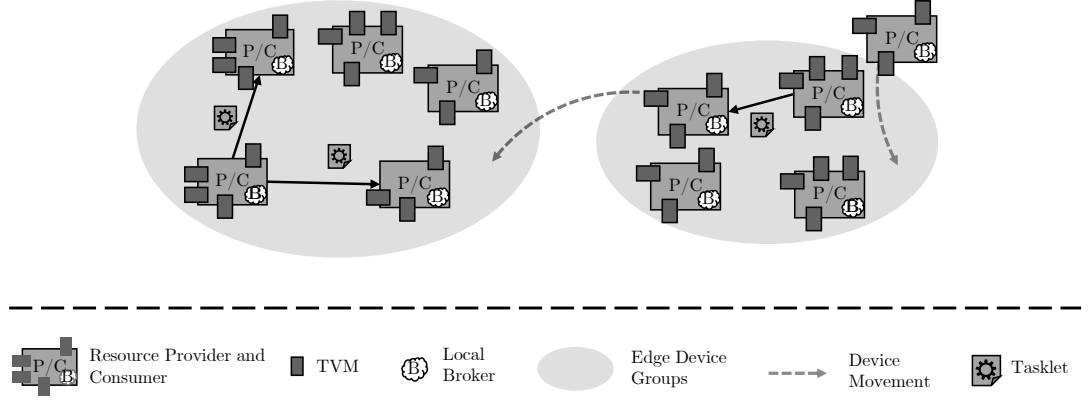 P/C B
P/C B
P/C B
P/C B
P/C B
P/C
P/C B
P/C B
P/C B
P/C B
P/C B
Resource Provider and
Consumer
TVM
B
Local
Broker
Edge Device
Groups
Device
Movement
Tasklet